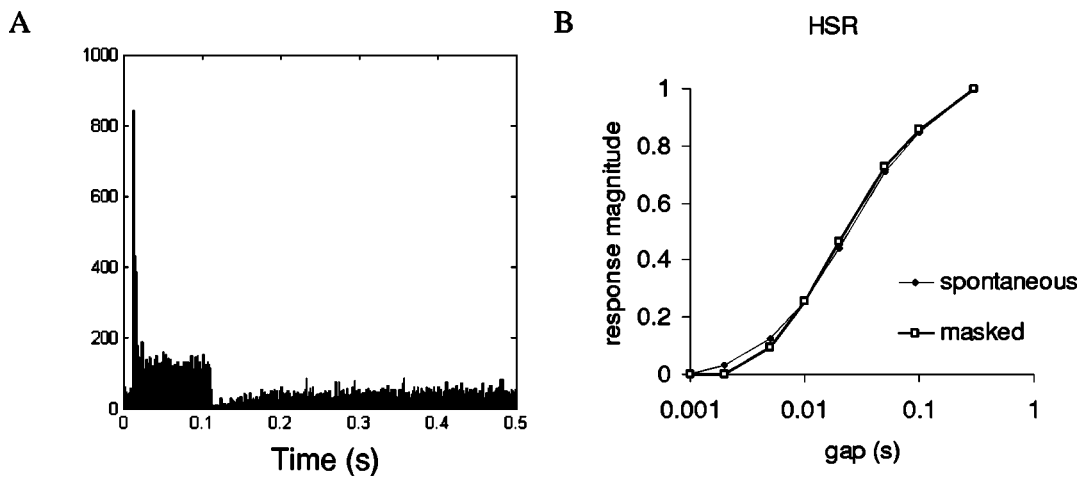 A
1000
800
600
400
200
0
0 0.1 0.2 0.3 0.4 0.5
Time (s)
B
HSR
response magnitude
1
0.8
0.6
0.4
0.2
0
0.001 0.01 0.1 1
gap (s)
spontaneous
masked